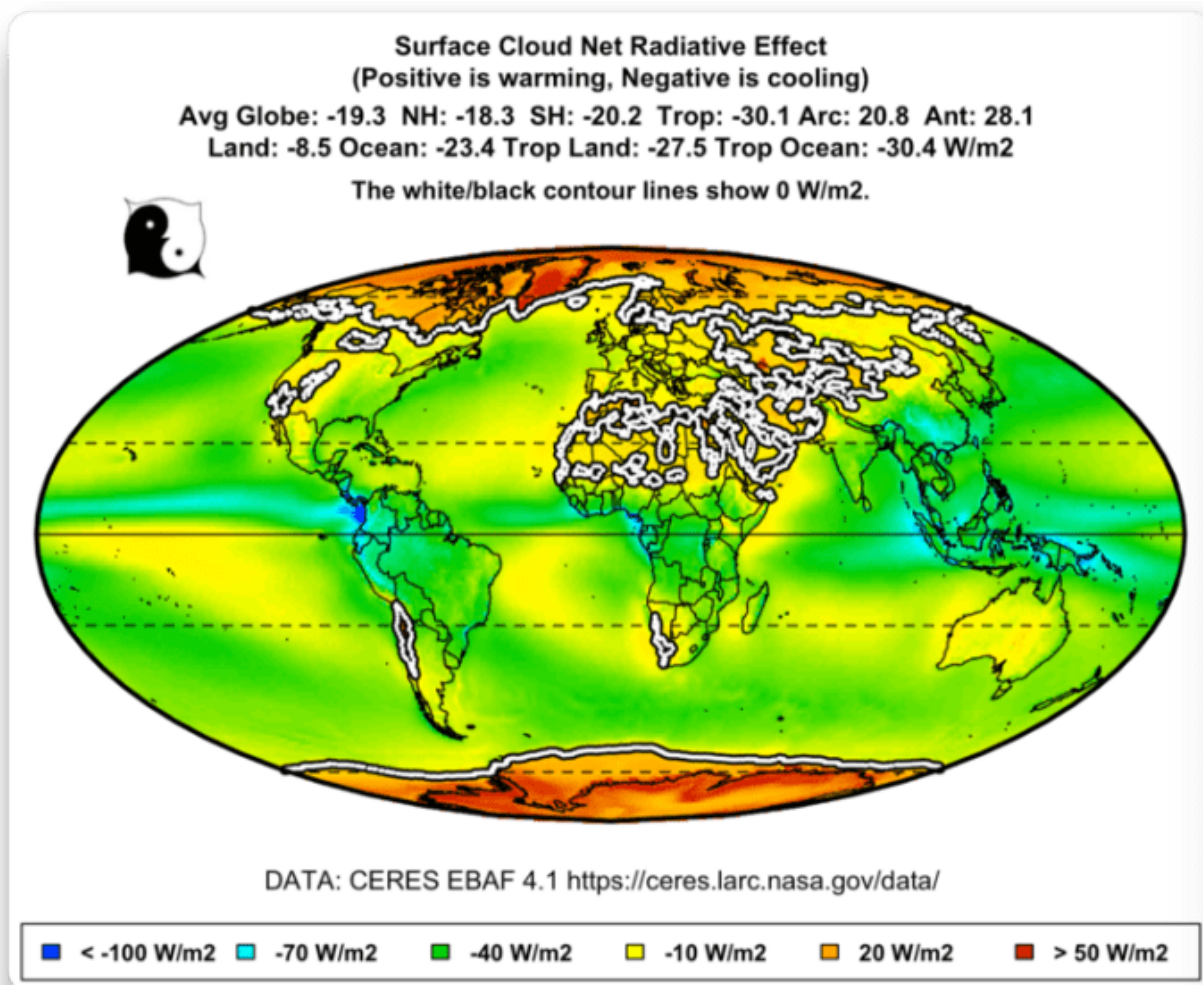 Surface Cloud Net Radiative Effect
(Positive is warming, Negative is cooling)
Avg Globe: -19.3 NH: -18.3 SH: -20.2 Trop: -30.1 Arc: 20.8 Ant: 28.1
Land: -8.5 Ocean: -23.4 Trop Land: -27.5 Trop Ocean: -30.4 W/m2
The white/black contour lines show 0 W/m2.
DATA: CERES EBAF 4.1 https://ceres.larc.nasa.gov/data/
< -100 W/m2 -70 W/m2 -40 W/m2 -10 W/m2 20 W/m2 > 50 W/m2